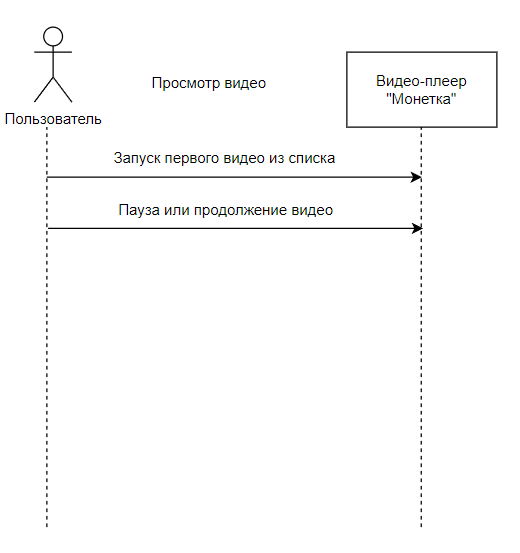 Просмотр видео
Видео-плеер
"Монетка"
Пользователь
Запуск первого видео из списка
Пауза или продолжение видео